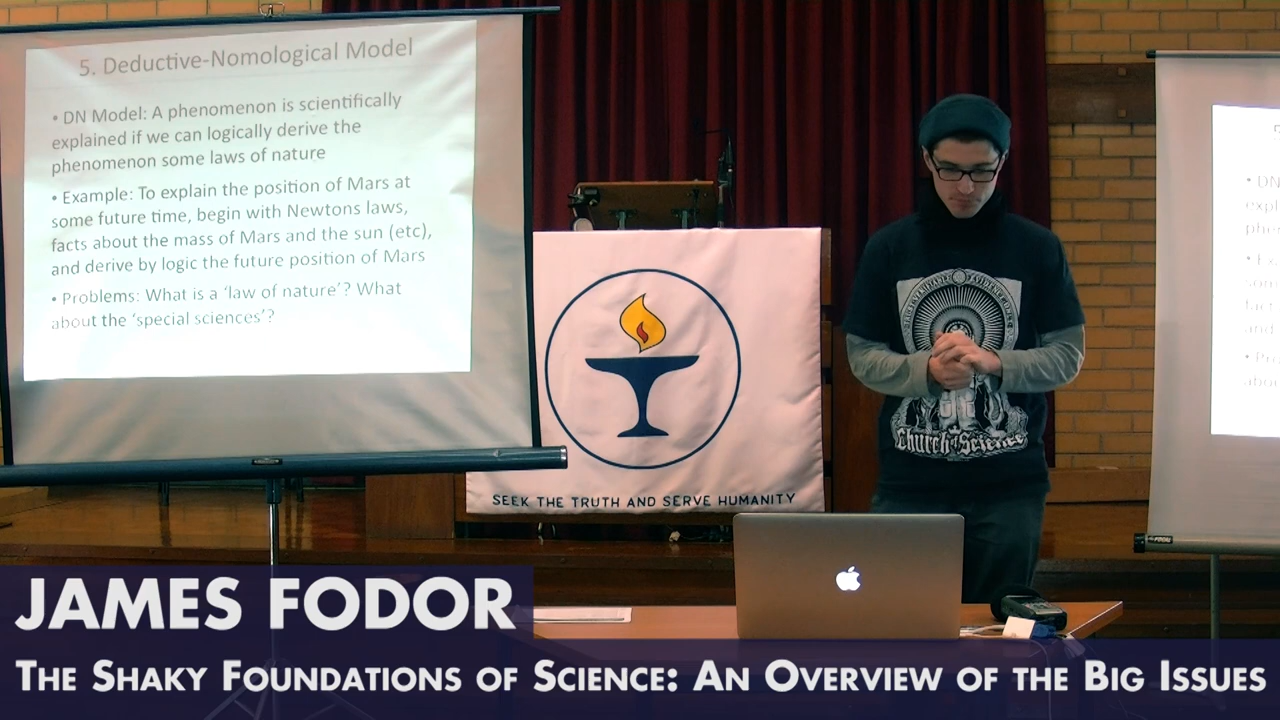 5. Deductive-Nomological Model
• DN Model: A phenomenon is scientifically
explained if we can logically derive the
phenomenon some laws of nature
• Example: To explain the position of Mars at
some future time, begin with Newtons laws,
facts about the mass of Mars and the sun (etc),
and derive by logic the future position of Mars
• Problems: What is a 'law of nature'? What
about the 'special sciences'?
SEEK THE TRUTH AND SERVE HUMANITY
Church of Science
• DN
JAMES FODOR
THE SHAKY FOUNDATIONS OF SCIENCE: AN OVERVIEW OF THE BIG ISSUES